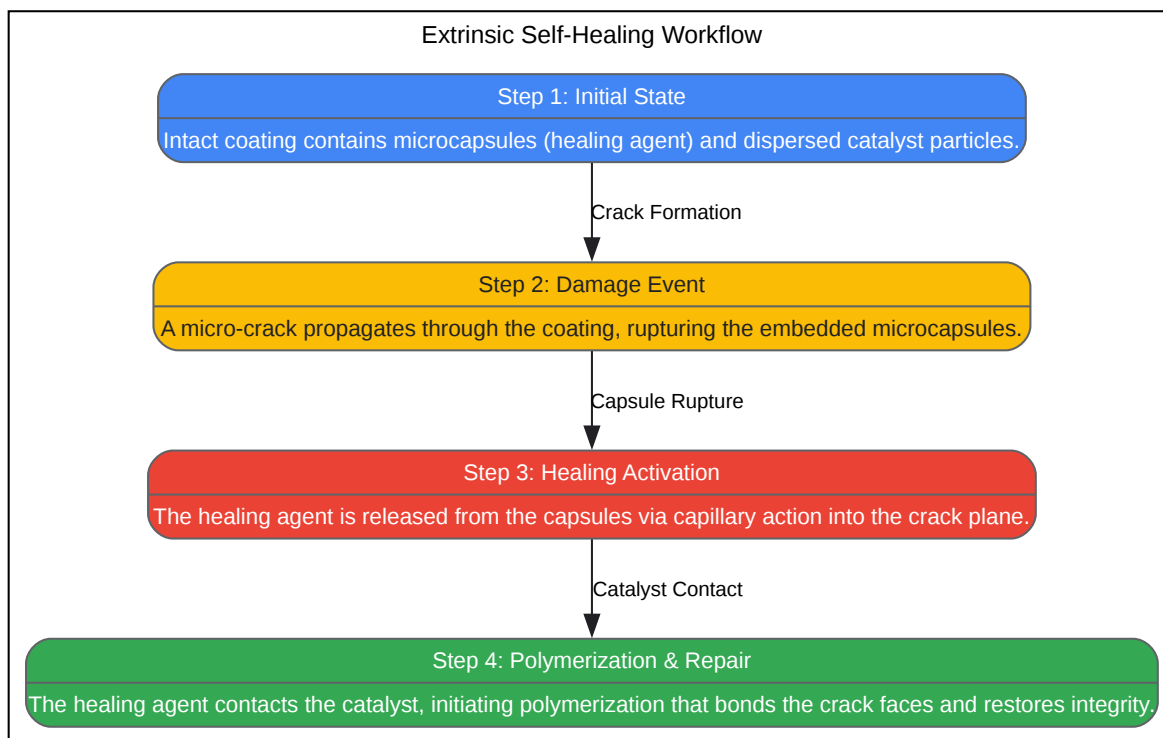 Extrinsic Self-Healing Workflow
Step 1: Initial State
Intact coating contains microcapsules (healing agent) and dispersed catalyst particles.
Crack Formation
Step 2: Damage Event
A micro-crack propagates through the coating, rupturing the embedded microcapsules.
Capsule Rupture
Step 3: Healing Activation
The healing agent is released from the capsules via capillary action into the crack plane.
Catalyst Contact
Step 4: Polymerization & Repair
The healing agent contacts the catalyst, initiating polymerization that bonds the crack faces and restores integrity.